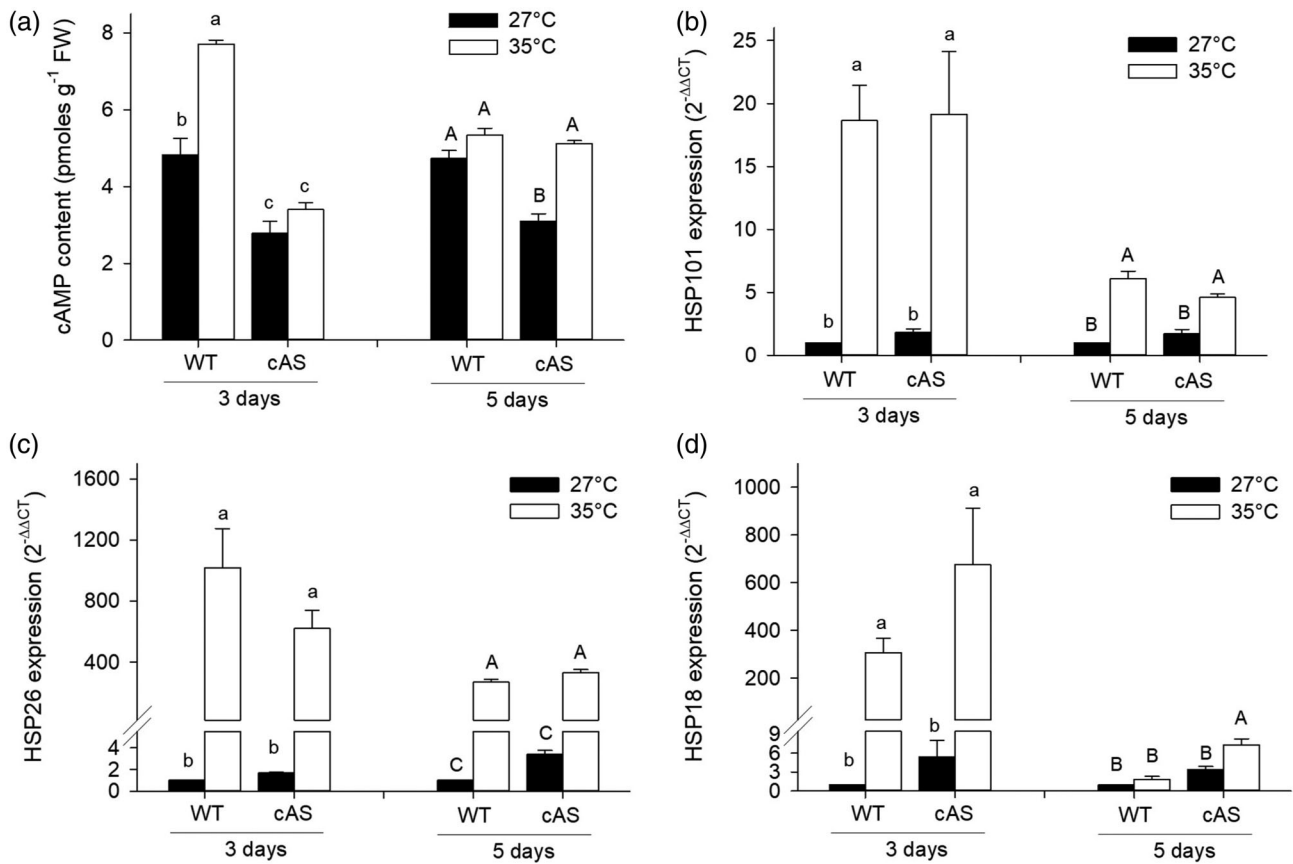 (a)
cAMP content (pmoles g⁻¹ FW)
8
6
4
2
0
27°C
35°C
b
a
c
c
A
A
B
A
WT
cAS
WT
cAS
3 days
5 days
(b)
HSP101 expression (2^-ΔΔCT)
25
20
15
10
5
0
27°C
35°C
b
a
b
a
B
A
B
A
WT
cAS
WT
cAS
3 days
5 days
(c)
HSP26 expression (2^-ΔΔCT)
1600
1200
800
400
4
2
0
27°C
35°C
b
a
b
a
C
A
C
A
WT
cAS
WT
cAS
3 days
5 days
(d)
HSP18 expression (2^-ΔΔCT)
1000
800
600
400
200
9
6
3
0
27°C
35°C
b
a
b
a
B
B
B
A
WT
cAS
WT
cAS
3 days
5 days